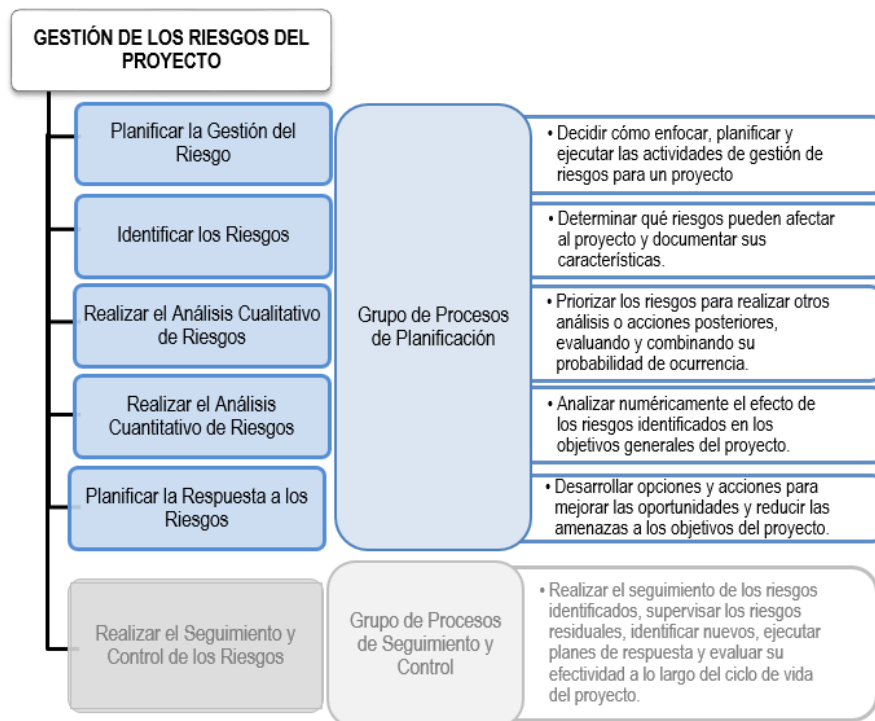 GESTIÓN DE LOS RIESGOS DEL
PROYECTO
Planificar la Gestión del
Riesgo
• Decidir cómo enfocar, planificar y
ejecutar las actividades de gestión de
riesgos para un proyecto
Identificar los Riesgos
• Determinar qué riesgos pueden afectar
al proyecto y documentar sus
características.
Realizar el Análisis Cualitativo
de Riesgos
Grupo de Procesos
de Planificación
• Priorizar los riesgos para realizar otros
análisis o acciones posteriores,
evaluando y combinando su
probabilidad de ocurrencia.
Realizar el Análisis
Cuantitativo de Riesgos
• Analizar numéricamente el efecto de
los riesgos identificados en los
objetivos generales del proyecto.
Planificar la Respuesta a los
Riesgos
• Desarrollar opciones y acciones para
mejorar las oportunidades y reducir las
amenazas a los objetivos del proyecto.
Realizar el Seguimiento y
Control de los Riesgos
Grupo de Procesos
de Seguimiento y
Control
• Realizar el seguimiento de los riesgos
identificados, supervisar los riesgos
residuales, identificar nuevos, ejecutar
planes de respuesta y evaluar su
efectividad a lo largo del ciclo de vida
del proyecto.